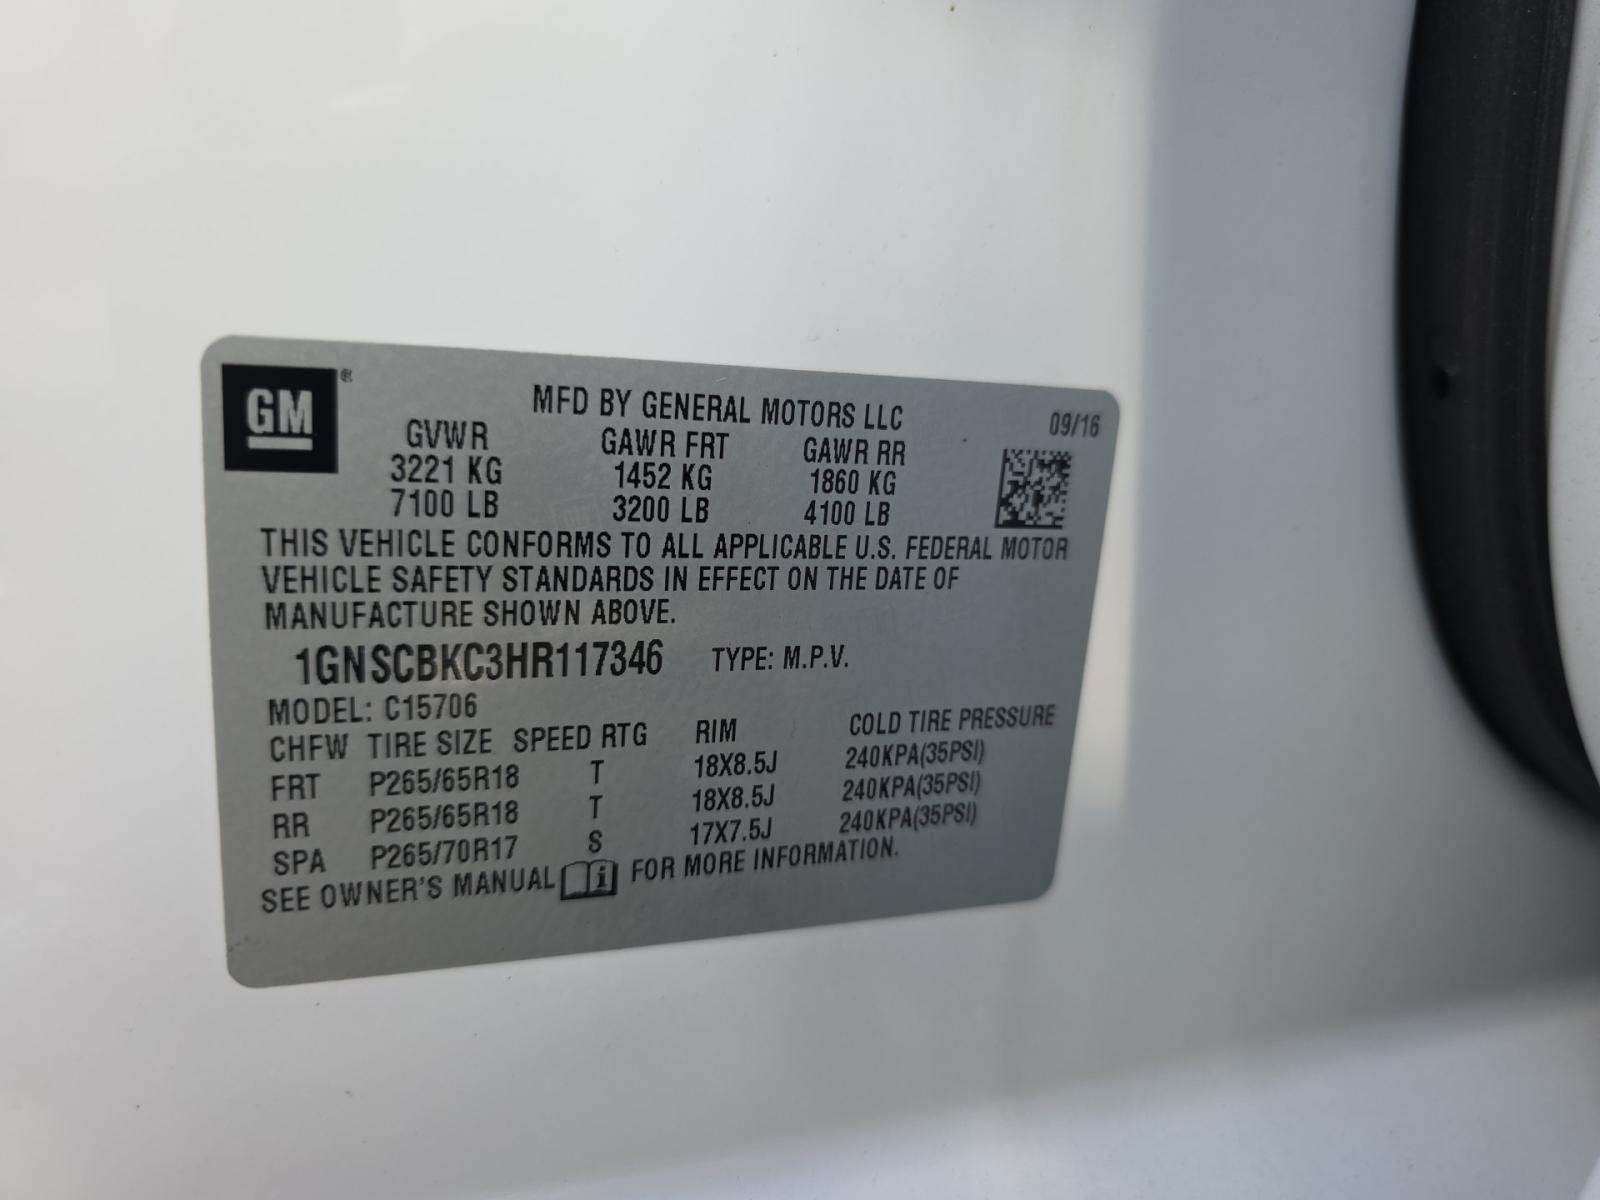 GM ®
MFD BY GENERAL MOTORS LLC 09/16
GVWR GAWR FRT GAWR RR
3221 KG 1452 KG 1860 KG
7100 LB 3200 LB 4100 LB
THIS VEHICLE CONFORMS TO ALL APPLICABLE U.S. FEDERAL MOTOR
VEHICLE SAFETY STANDARDS IN EFFECT ON THE DATE OF
MANUFACTURE SHOWN ABOVE.
1GNSCBKC3HR117346 TYPE: M.P.V.
MODEL: C15706
CHFW TIRE SIZE SPEED RTG RIM COLD TIRE PRESSURE
FRT P265/65R18 T 18X8.5J 240KPA(35PSI)
RR P265/65R18 T 18X8.5J 240KPA(35PSI)
SPA P265/70R17 S 17X7.5J 240KPA(35PSI)
SEE OWNER'S MANUAL i FOR MORE INFORMATION.